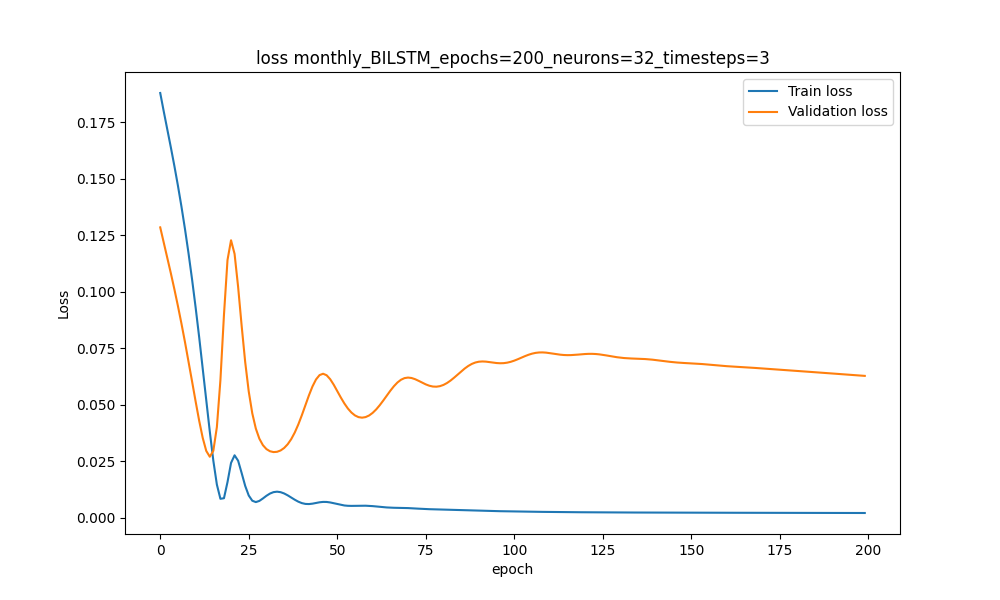 loss monthly_BILSTM_epochs=200_neurons=32_timesteps=3
Train loss
Validation loss
0.175
0.150
0.125
0.100
0.075
0.050
0.025
0.000
Loss
0 25 50 75 100 125 150 175 200
epoch